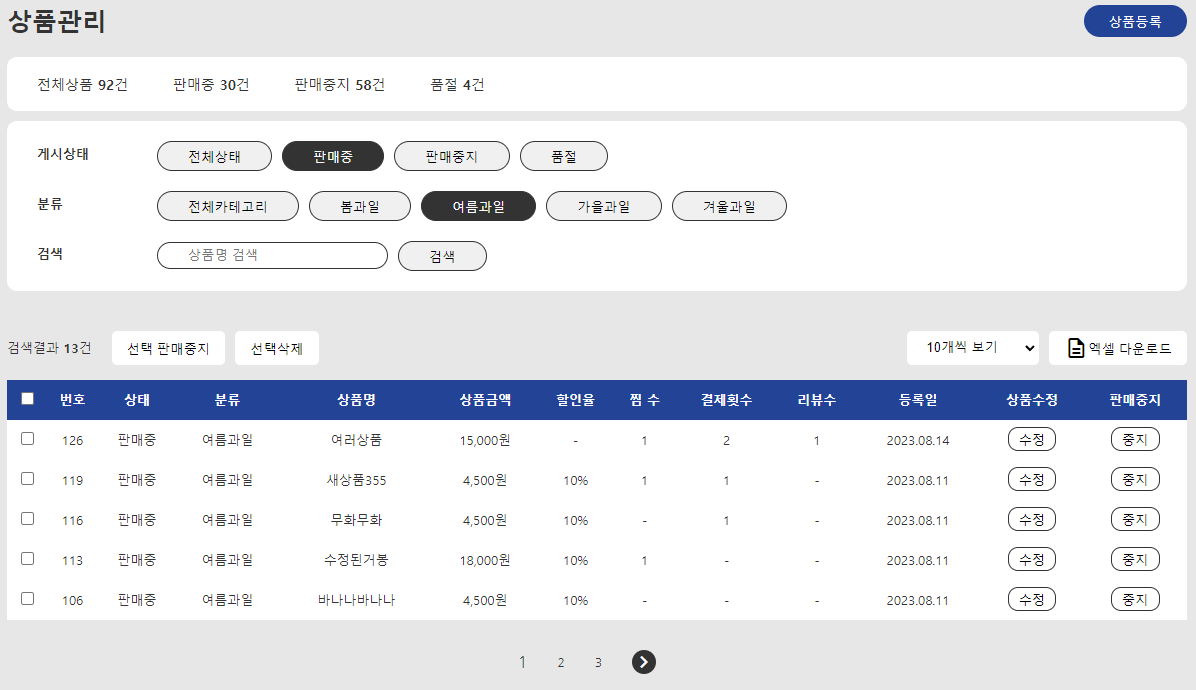 상품관리
상품등록
전체상품 92건 판매중 30건 판매중지 58건 품절 4건
게시상태 전체상태 판매중 판매중지 품절
분류 전체카테고리 봄과일 여름과일 가을과일 겨울과일
검색 상품명 검색 검색
검색결과 13건 선택 판매중지 선택삭제 10개씩 보기 엑셀 다운로드
번호 상태 분류 상품명 상품금액 할인율 찜 수 결제횟수 리뷰수 등록일 상품수정 판매중지
126 판매중 여름과일 여러상품 15,000원 - 1 2 1 2023.08.14 수정 중지
119 판매중 여름과일 새상품355 4,500원 10% 1 1 - 2023.08.11 수정 중지
116 판매중 여름과일 무화무화 4,500원 10% - 1 - 2023.08.11 수정 중지
113 판매중 여름과일 수정된거봉 18,000원 10% 1 - - 2023.08.11 수정 중지
106 판매중 여름과일 바나나바나나 4,500원 10% - - - 2023.08.11 수정 중지
1 2 3